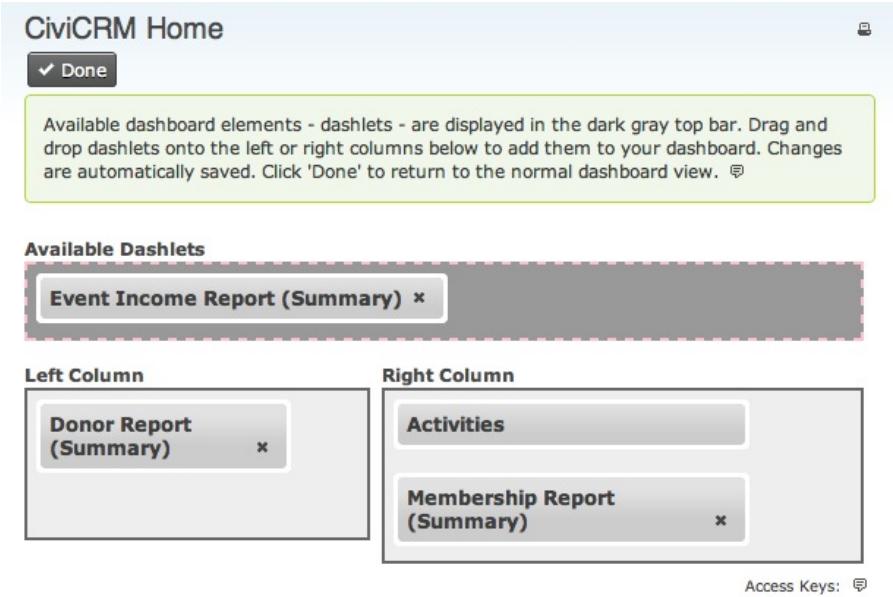 CiviCRM Home
Done
Available dashboard elements - dashlets - are displayed in the dark gray top bar. Drag and
drop dashlets onto the left or right columns below to add them to your dashboard. Changes
are automatically saved. Click 'Done' to return to the normal dashboard view.
Available Dashlets
Event Income Report (Summary) ×
Left Column
Donor Report
(Summary) ×
Right Column
Activities
Membership Report
(Summary) ×
Access Keys: